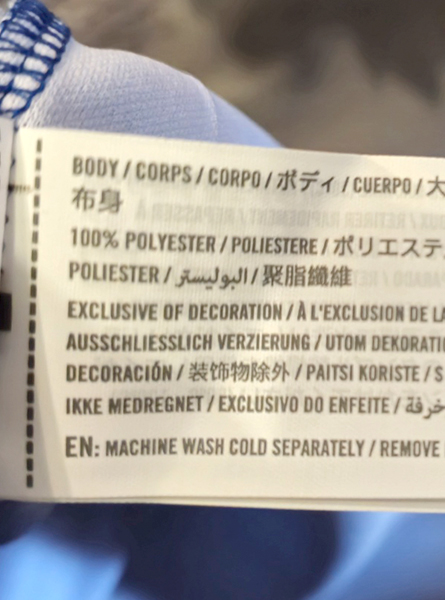 BODY / CORPS / CORPO / ボディ / CUERPO / 大
布身
100% POLYESTER / POLIESTERE / ポリエステ
POLIESTER / البوليستر / 聚脂纖維
EXCLUSIVE OF DECORATION / À L'EXCLUSION DE LA
AUSSCHLIESSLICH VERZIERUNG / UTOM DEKORATI
DECORACIÓN / 装饰物除外 / PAITSI KORISTE / S
IKKE MEDREGNET / EXCLUSIVO DO ENFEITE /
EN: MACHINE WASH COLD SEPARATELY / REMOVE